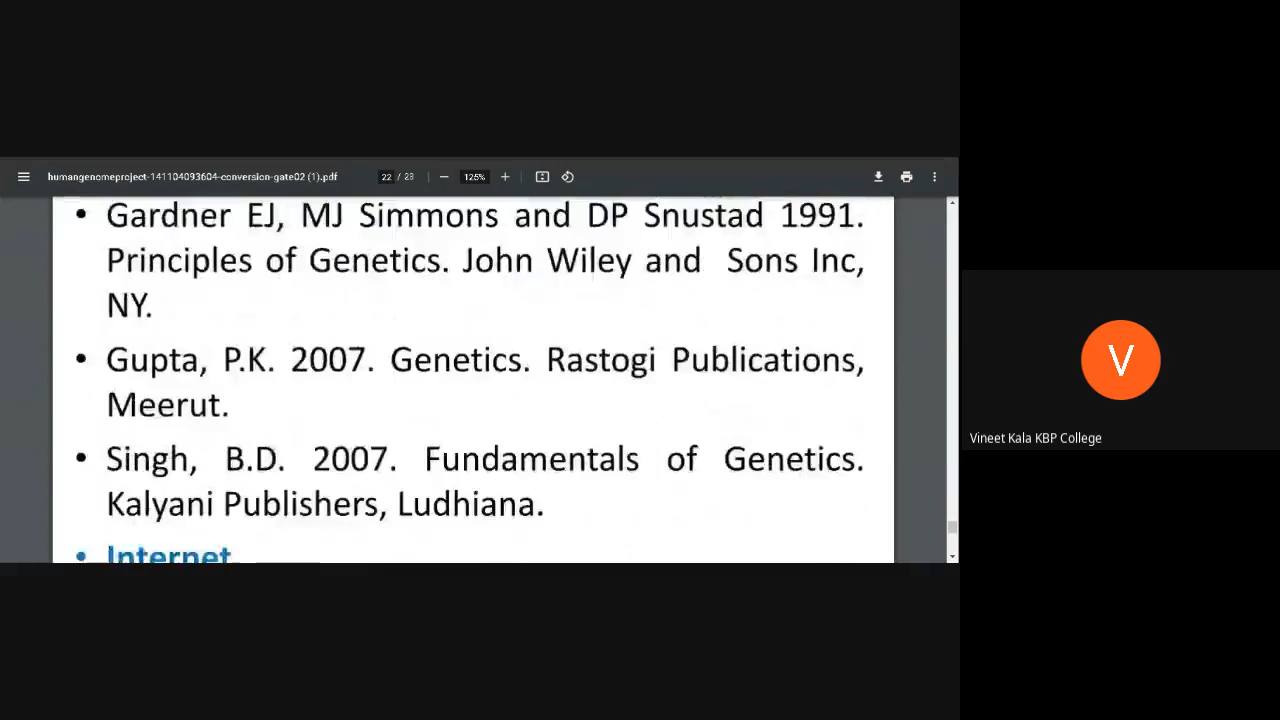 humangenomeproject-141104093604-conversion-gate02 (1).pdf
22 / 23
125%
• Gardner EJ, MJ Simmons and DP Snustad 1991.
Principles of Genetics. John Wiley and Sons Inc,
NY.
• Gupta, P.K. 2007. Genetics. Rastogi Publications,
Meerut.
• Singh, B.D. 2007. Fundamentals of Genetics.
Kalyani Publishers, Ludhiana.
• Internet
V
Vineet Kala KBP College